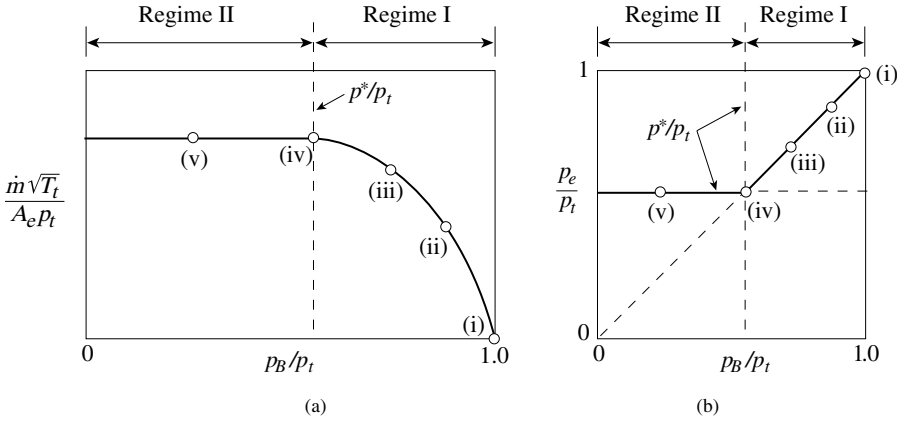 Regime II
Regime I
p*/p_t
(v)
(iv)
(iii)
(ii)
(i)
ṁ√T_t
A_e p_t
0
1.0
p_B/p_t
(a)
Regime II
Regime I
1
(i)
(ii)
p*/p_t
(iii)
p_e
p_t
(v)
(iv)
0
0
1.0
p_B/p_t
(b)